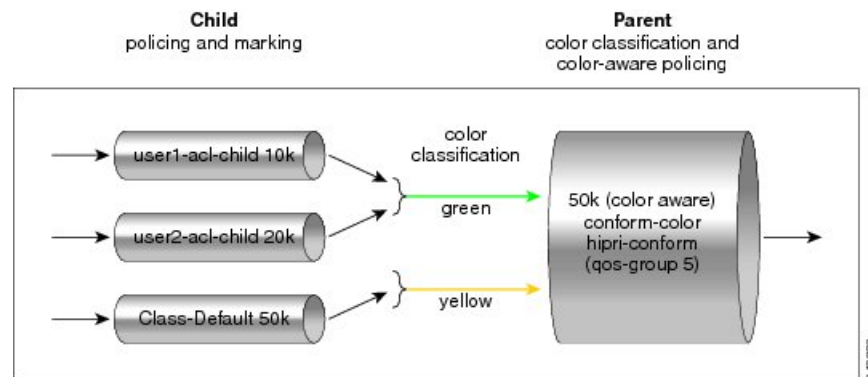 Child
policing and marking
Parent
color classification and
color-aware policing
user1-acl-child 10k
user2-acl-child 20k
Class-Default 50k
color
classification
green
yellow
50k (color aware)
conform-color
hipri-conform
(qos-group 5)